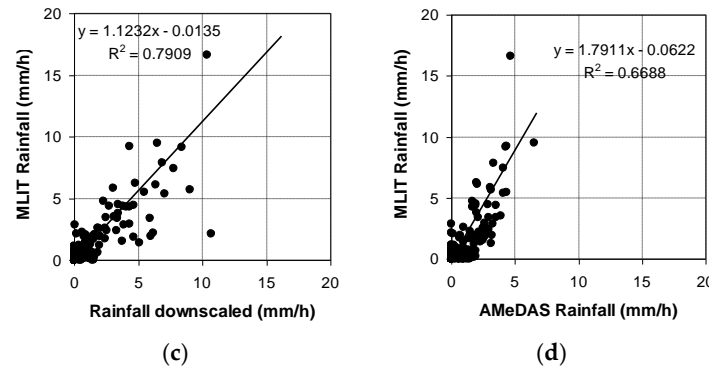 20
15
10
5
0
MLIT Rainfall (mm/h)
y = 1.1232x - 0.0135
R² = 0.7909
0 5 10 15 20
Rainfall downscaled (mm/h)
(c)
20
15
10
5
0
MLIT Rainfall (mm/h)
y = 1.7911x - 0.0622
R² = 0.6688
0 5 10 15 20
AMeDAS Rainfall (mm/h)
(d)